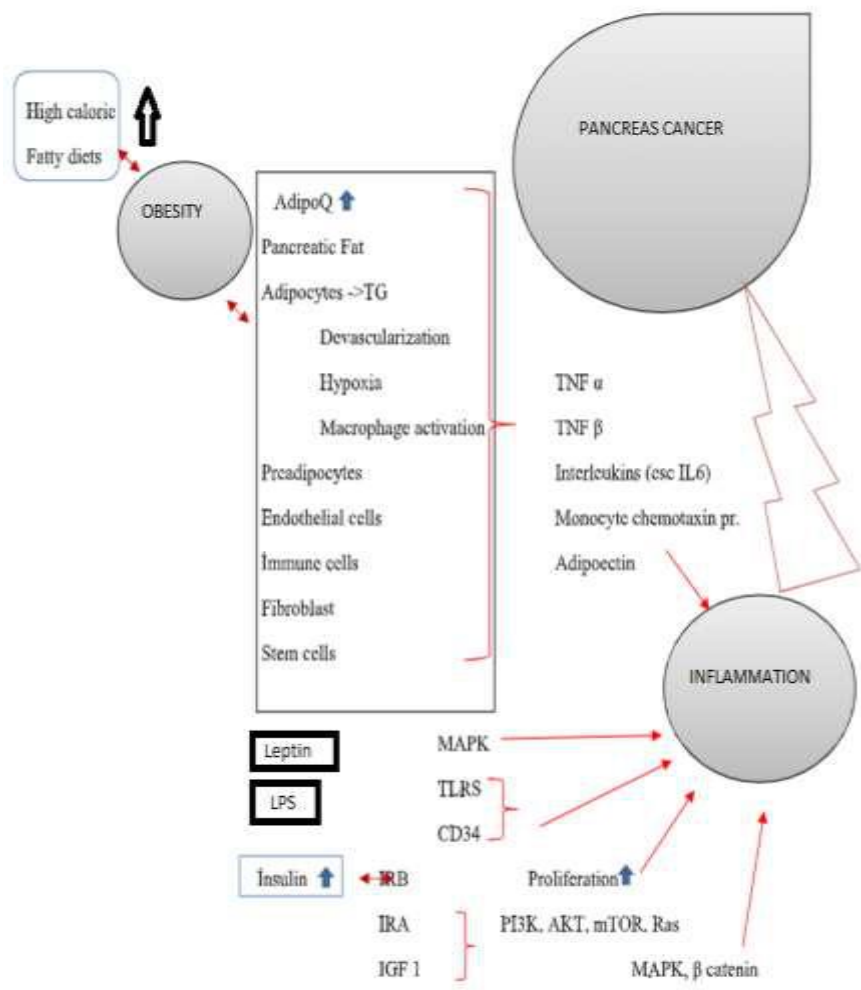 High caloric
Fatty diets
OBESITY
PANCREAS CANCER
AdipoQ
Pancreatic Fat
Adipocytes ->TG
Devascularization
Hypoxia
Macrophage activation
Preadipocytes
Endothelial cells
İmmune cells
Fibroblast
Stem cells
TNF α
TNF β
Interleukins (esc IL6)
Monocyte chemotaxin pr.
Adipoectin
INFLAMMATION
Leptin
MAPK
LPS
TLRS
CD34
İnsulin
IRB
Proliferation
IRA
PI3K, AKT, mTOR, Ras
IGF 1
MAPK, β catenin